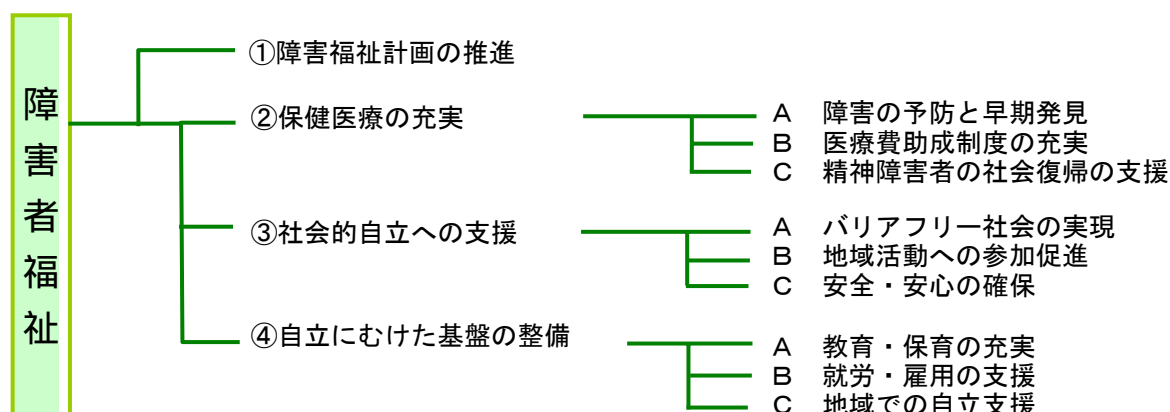 障害者福祉
①障害福祉計画の推進
②保健医療の充実
A 障害の予防と早期発見
B 医療費助成制度の充実
C 精神障害者の社会復帰の支援
③社会的自立への支援
A バリアフリー社会の実現
B 地域活動への参加促進
C 安全・安心の確保
④自立にむけた基盤の整備
A 教育・保育の充実
B 就労・雇用の支援
C 地域での自立支援